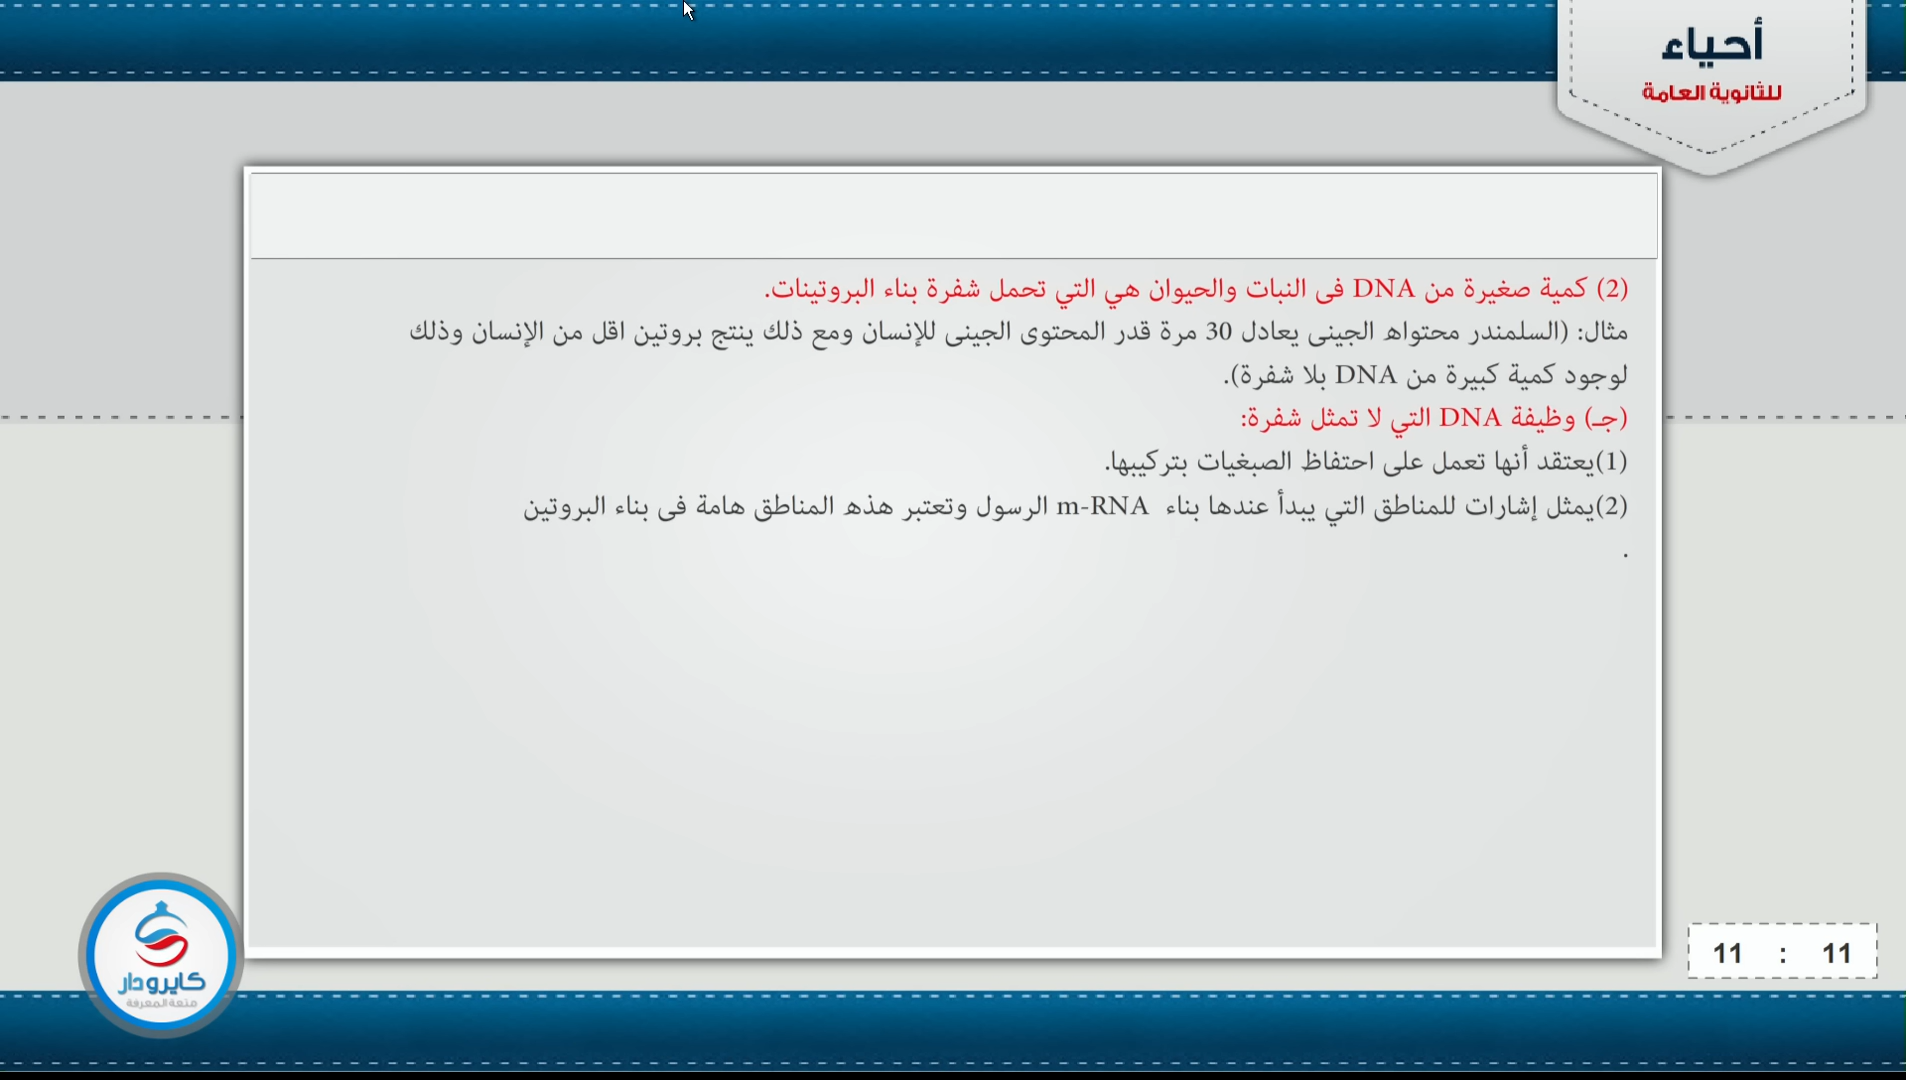 أحياء
للثانوية العامة
(2) كمية صغيرة من DNA فى النبات والحيوان هي التي تحمل شفرة بناء البروتينات.
مثال: (السلمندر محتواه الجينى يعادل 30 مرة قدر المحتوى الجينى للإنسان ومع ذلك ينتج بروتين اقل من الإنسان وذلك
لوجود كمية كبيرة من DNA بلا شفرة).
(جـ) وظيفة DNA التي لا تمثل شفرة:
(1)يعتقد أنها تعمل على احتفاظ الصبغيات بتركيبها.
(2)يمثل إشارات للمناطق التي يبدأ عندها بناء m-RNA الرسول وتعتبر هذه المناطق هامة فى بناء البروتين
.
11 : 11
كايرودار
متعة المعرفة